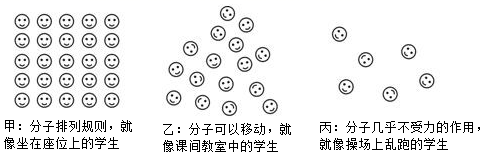 甲：分子排列规则，就
像坐在座位上的学生
乙：分子可以移动，就
像课间教室中的学生
丙：分子几乎不受力的作用，
就像操场上乱跑的学生